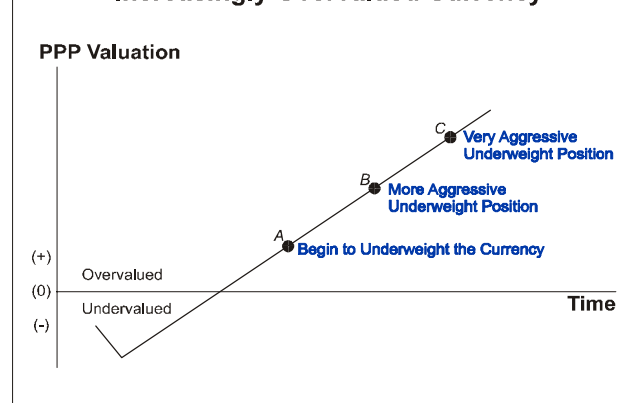 PPP Valuation
C
Very Aggressive
Underweight Position
B
More Aggressive
Underweight Position
A
Begin to Underweight the Currency
(+)
Overvalued
(0)
Undervalued
Time
(-)